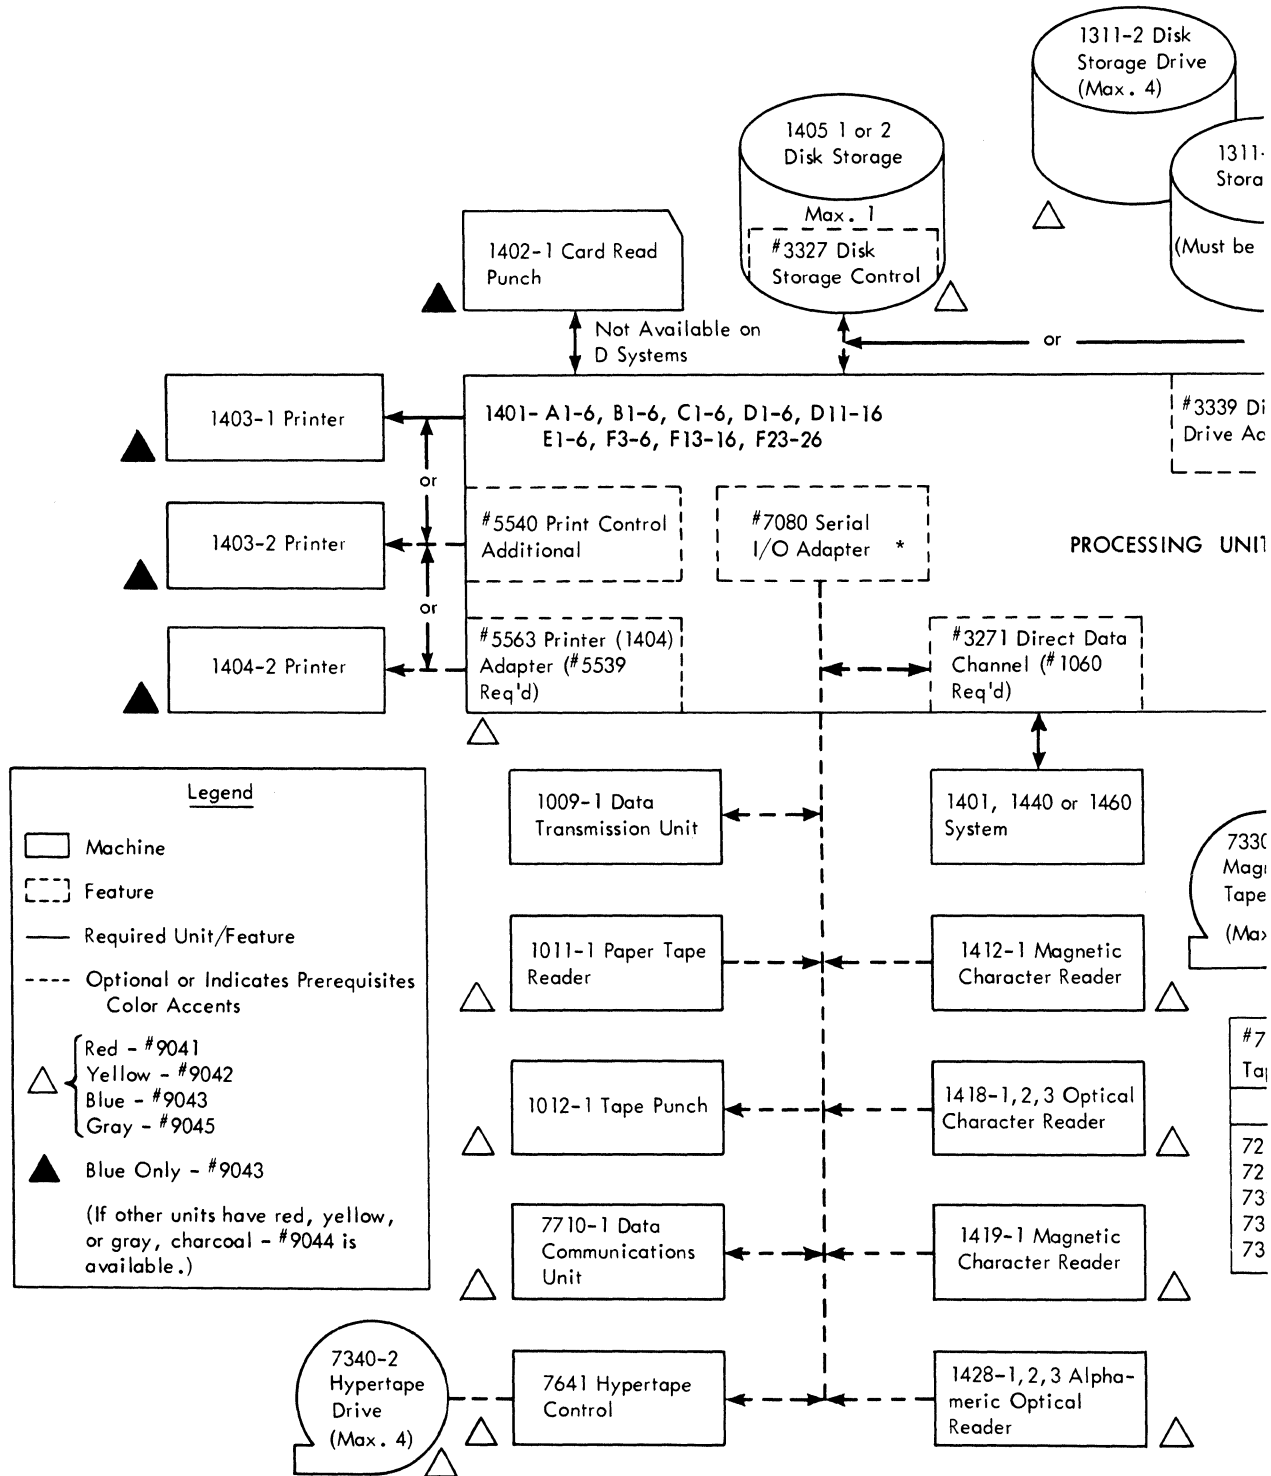 1311-2 Disk
Storage Drive
(Max. 4)
1405 1 or 2
Disk Storage
Max. 1
#3327 Disk
Storage Control
1311-
(Must be
1402-1 Card Read
Punch
Not Available on
D Systems
or
1403-1 Printer
or
1403-2 Printer
or
1404-2 Printer
1401- A1-6, B1-6, C1-6, D1-6, D11-16
E1-6, F3-6, F13-16, F23-26
#3339
Drive
#5540 Print Control
Additional
#7080 Serial
I/O Adapter *
PROCESSING UNIT
#5563 Printer (1404)
Adapter (#5539
Req'd)
#3271 Direct Data
Channel (#1060
Req'd)
Legend
Machine
Feature
Required Unit/Feature
Optional or Indicates Prerequisites
Color Accents
Red - #9041
Yellow - #9042
Blue - #9043
Gray - #9045
Blue Only - #9043
(If other units have red, yellow,
or gray, charcoal - #9044 is
available.)
1009-1 Data
Transmission Unit
1401, 1440 or 1460
System
7330
Tape
1011-1 Paper Tape
Reader
1412-1 Magnetic
Character Reader
1012-1 Tape Punch
1418-1,2,3 Optical
Character Reader
7710-1 Data
Communications
Unit
1419-1 Magnetic
Character Reader
7340-2
Hypertape
Drive
(Max. 4)
7641 Hypertape
Control
1428-1,2,3 Alpha-
meric Optical
Reader